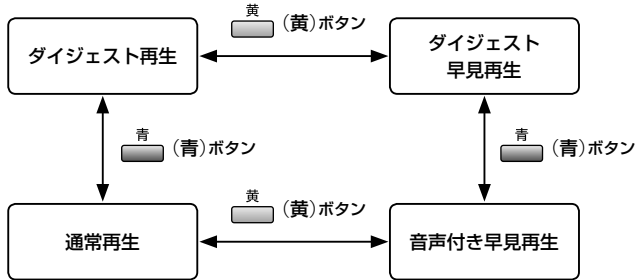 黄
(黄)ボタン
ダイジェスト再生
ダイジェスト
早見再生
青
(青)ボタン
青
(青)ボタン
黄
(黄)ボタン
通常再生
音声付き早見再生